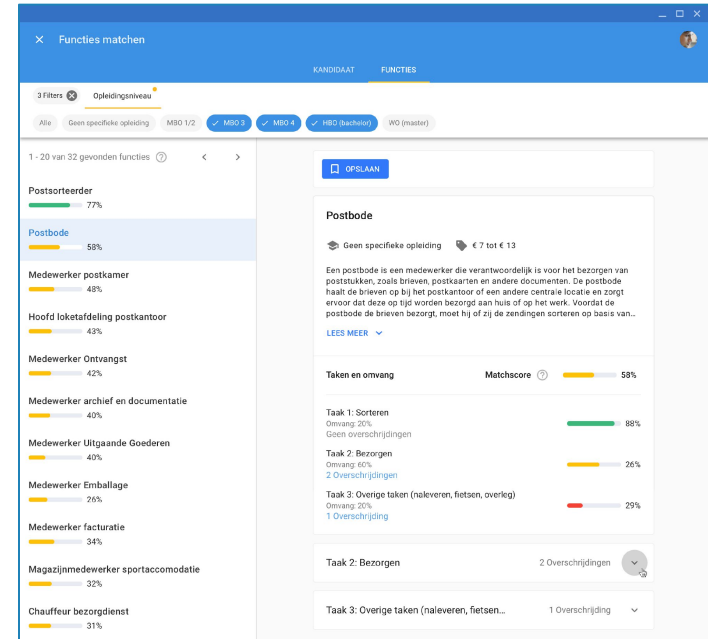 Functies matchen
KANDIDAAT FUNCTIES
3 Filters Opleidingsniveau
Alle Geen specifieke opleiding MBO 1/2 MBO 3 MBO 4 HBO (bachelor) WO (master)
1 - 20 van 32 gevonden functies
Postsorteerder
77%
Postbode
58%
Medewerker postkamer
48%
Hoofd loketafdeling postkantoor
43%
Medewerker Ontvangst
42%
Medewerker archief en documentatie
40%
Medewerker Uitgaande Goederen
40%
Medewerker Emballage
26%
Medewerker facturatie
34%
Magazijnmedewerker sportaccomodatie
32%
Chauffeur bezorgdienst
31%
OPSLAAN
Postbode
Geen specifieke opleiding € 7 tot € 13
Een postbode is een medewerker die verantwoordelijk is voor het bezorgen van
poststukken, zoals brieven, postkaarten en andere documenten. De postbode
haalt de brieven op bij het postkantoor of een andere centrale locatie en zorgt
ervoor dat deze op tijd worden bezorgd aan huis of op het werk. Voordat de
postbode de brieven bezorgt, moet hij of zij de zendingen sorteren op basis van...
LEES MEER
Taken en omvang Matchscore 58%
Taak 1: Sorteren
Omvang: 20%
88%
Geen overschrijdingen
Taak 2: Bezorgen
Omvang: 60%
26%
2 Overschrijdingen
Taak 3: Overige taken (naleveren, fietsen, overleg)
Omvang: 20%
29%
1 Overschrijding
Taak 2: Bezorgen 2 Overschrijdingen
Taak 3: Overige taken (naleveren, fietsen... 1 Overschrijding